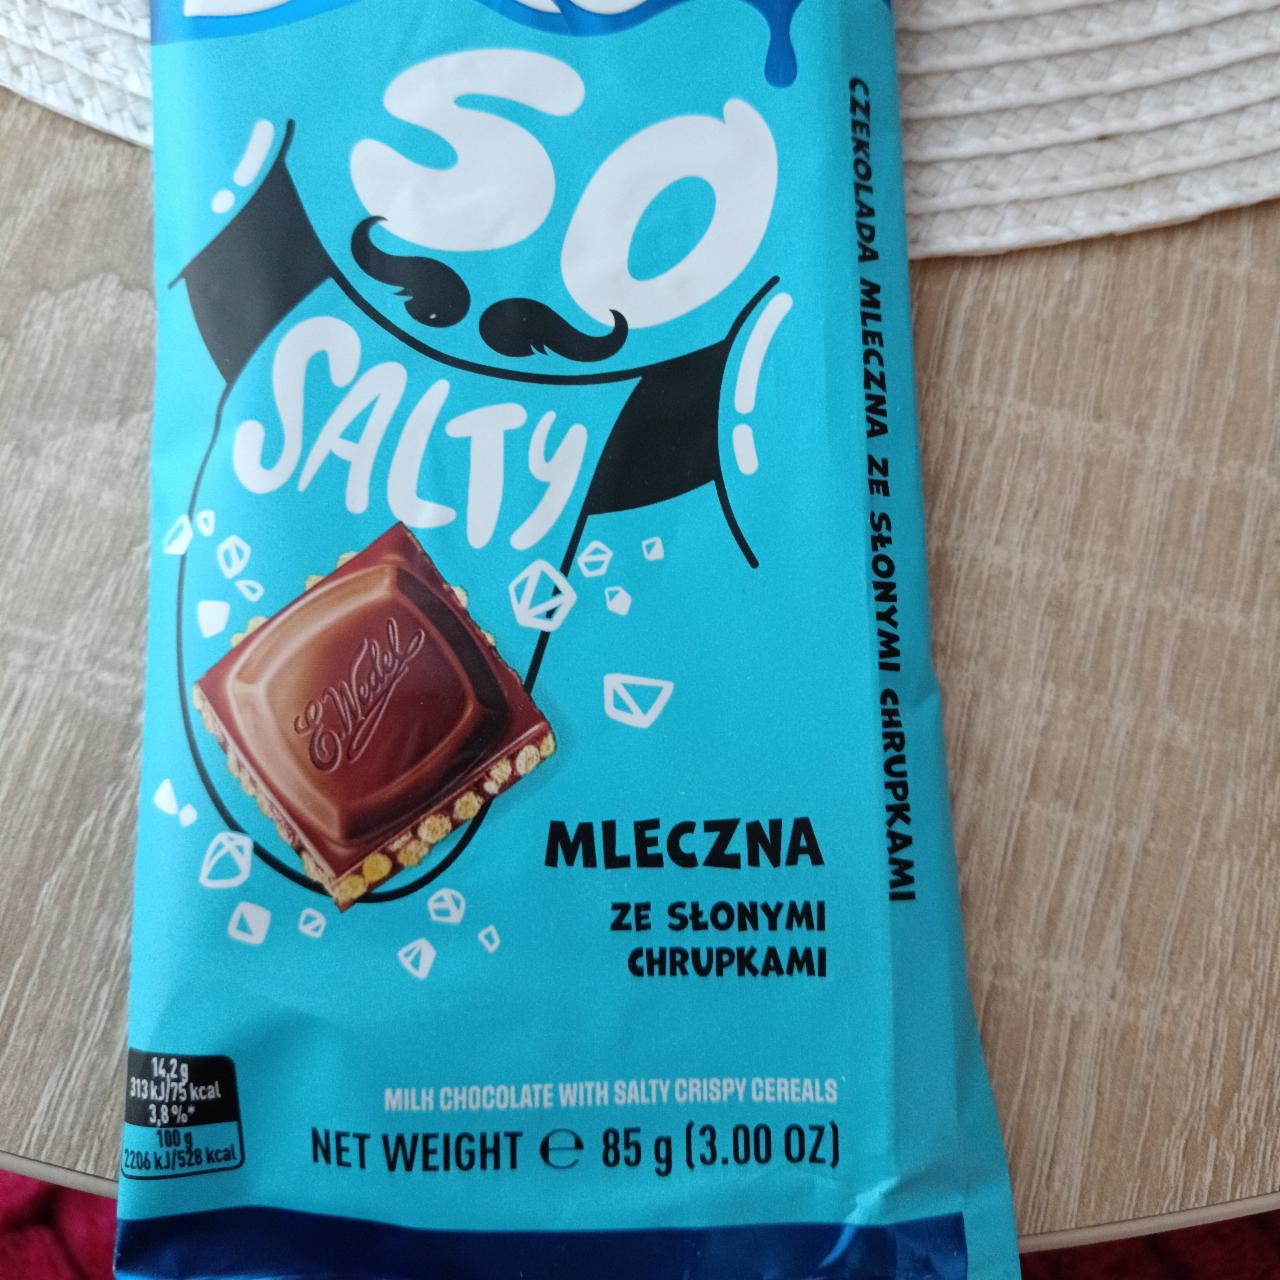 SO
SALTY
E. Wedel
MLECZNA
ZE SŁONYMI
CHRUPKAMI
MILK CHOCOLATE WITH SALTY CRISPY CEREALS
NET WEIGHT ℮ 85 g (3.00 OZ)
14,2g
313 kJ/75 kcal
3,8%*
100 g
2206 kJ/528 kcal
CZEKOLADA MLECZNA ZE SŁONYMI CHRUPKAMI